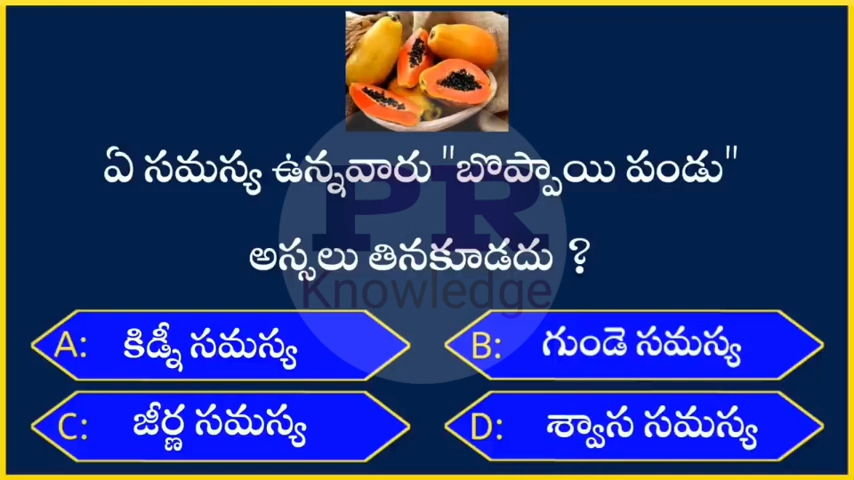 ఏ సమస్య ఉన్నవారు "బొప్పాయి పండు"
అస్సలు తినకూడదు ?
PR
Knowledge
A: కిడ్నీ సమస్య
B: గుండె సమస్య
C: జీర్ణ సమస్య
D: శ్వాస సమస్య